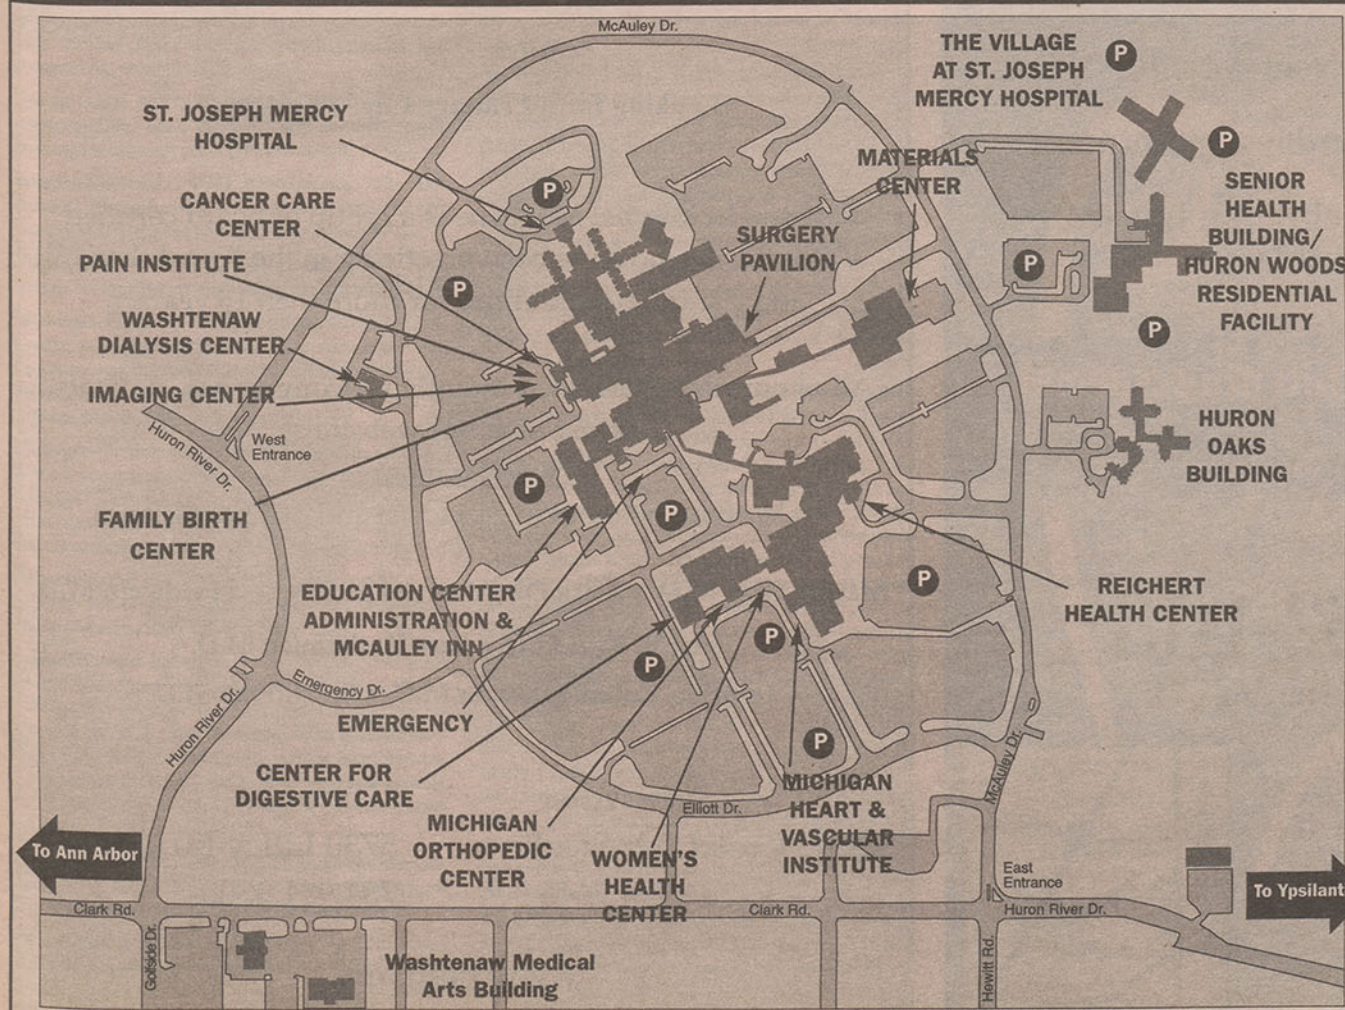 McAuley Dr.
THE VILLAGE
AT ST. JOSEPH
MERCY HOSPITAL
P
ST. JOSEPH MERCY
HOSPITAL
P
MATERIALS
CENTER
P
SENIOR
HEALTH
BUILDING/
HURON WOODS
RESIDENTIAL
FACILITY
CANCER CARE
CENTER
SURGERY
PAVILION
PAIN INSTITUTE
P
P
P
WASHTENAW
DIALYSIS CENTER
IMAGING CENTER
Huron River Dr.
West
Entrance
HURON
OAKS
BUILDING
P
P
FAMILY BIRTH
CENTER
EDUCATION CENTER
ADMINISTRATION &
MCAULEY INN
P
REICHERT
HEALTH CENTER
P
P
Emergency Dr.
Huron River Dr.
EMERGENCY
P
CENTER FOR
DIGESTIVE CARE
MICHIGAN
ORTHOPEDIC
CENTER
Elliott Dr.
WOMEN'S
HEALTH
CENTER
MICHIGAN
HEART &
VASCULAR
INSTITUTE
McAuley Dr.
To Ann Arbor
East
Entrance
To Ypsilant
Clark Rd.
Clark Rd.
Huron River Dr.
Golfside Dr.
Washtenaw Medical
Arts Building
Hewitt Rd.